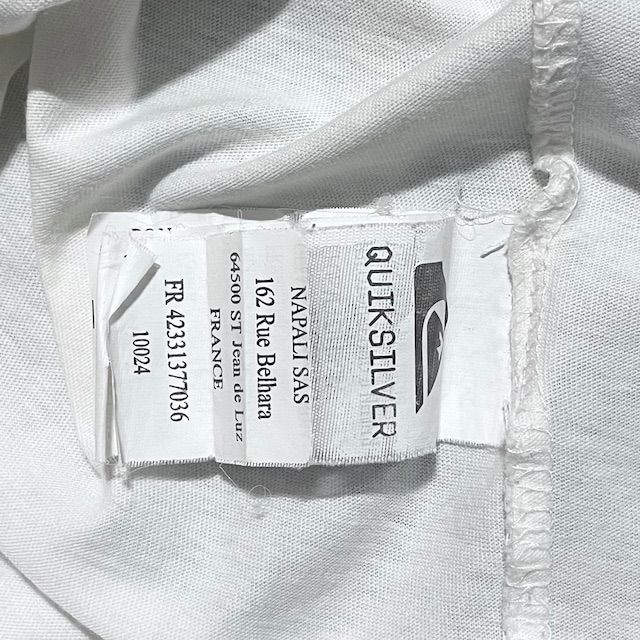 QUIKSILVER
NAPALI SAS
162 Rue Belhara
64500 ST Jean de Luz
FRANCE
FR 42331377036
10024